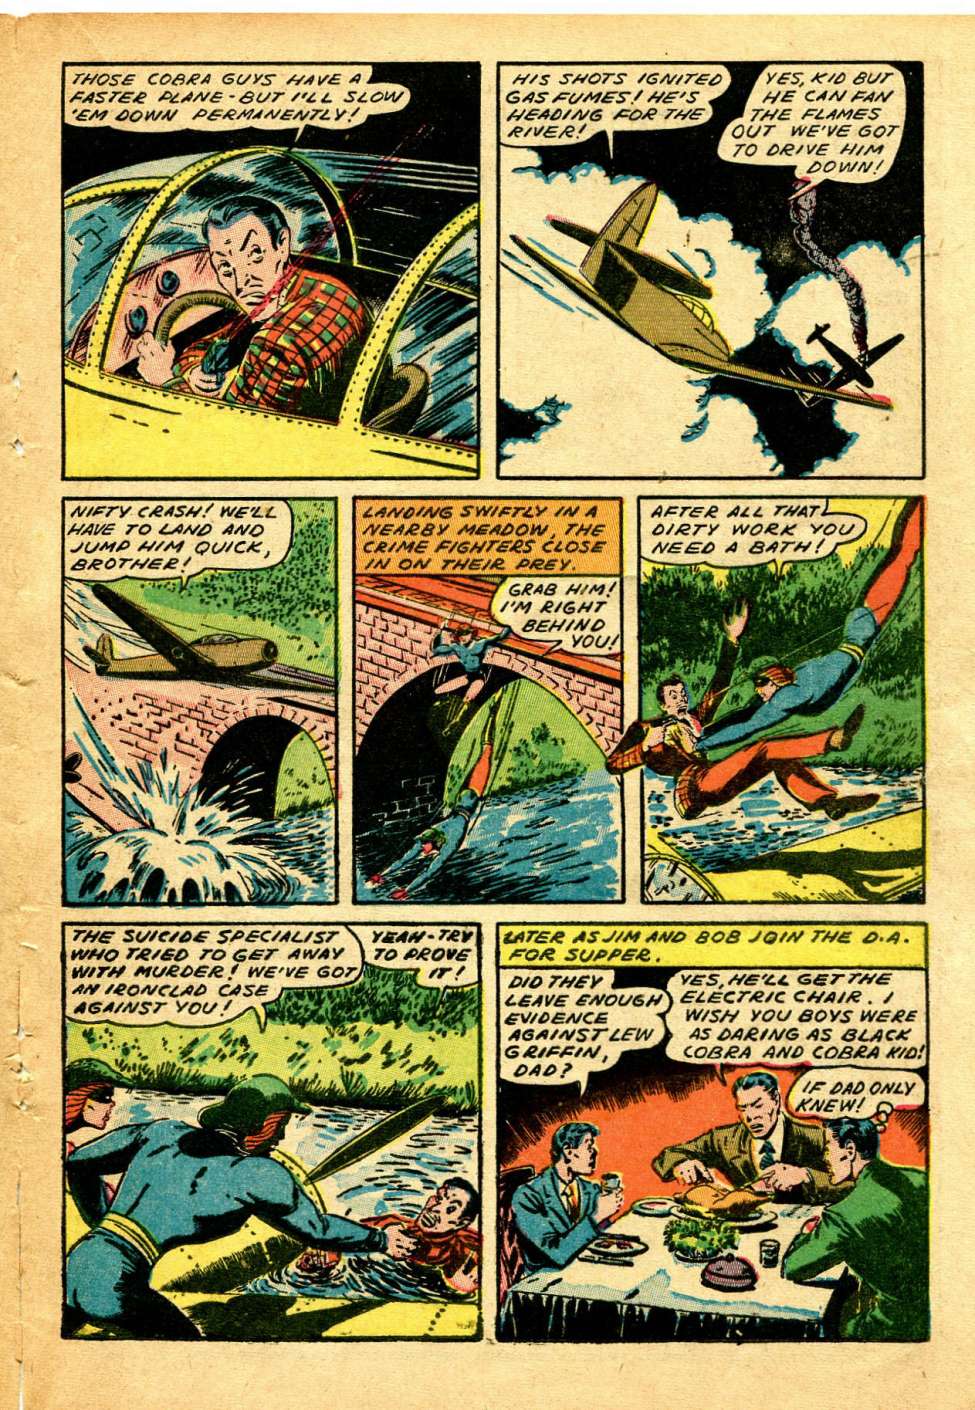 THOSE COBRA GUYS HAVE A
FASTER PLANE - BUT I'LL SLOW
'EM DOWN PERMANENTLY!
HIS SHOTS IGNITED
GAS FUMES! HE'S
HEADING FOR THE
RIVER!
YES, KID BUT
HE CAN FAN
THE FLAMES
OUT WE'VE GOT
TO DRIVE HIM
DOWN!
NIFTY CRASH! WE'LL
HAVE TO LAND AND
JUMP HIM QUICK,
BROTHER!
LANDING SWIFTLY IN A
NEARBY MEADOW, THE
CRIME FIGHTERS CLOSE
IN ON THEIR PREY.
GRAB HIM!
I'M RIGHT
BEHIND
YOU!
AFTER ALL THAT
DIRTY WORK YOU
NEED A BATH!
THE SUICIDE SPECIALIST
WHO TRIED TO GET AWAY
WITH MURDER! WE'VE GOT
AN IRONCLAD CASE
AGAINST YOU!
YEAH - TRY
TO PROVE
IT!
LATER AS JIM AND BOB JOIN THE D.A.
FOR SUPPER.
DID THEY
LEAVE ENOUGH
EVIDENCE
AGAINST LEW
GRIFFIN,
DAD?
YES, HE'LL GET THE
ELECTRIC CHAIR. I
WISH YOU BOYS WERE
AS DARING AS BLACK
COBRA AND COBRA KID!
IF DAD ONLY
KNEW!